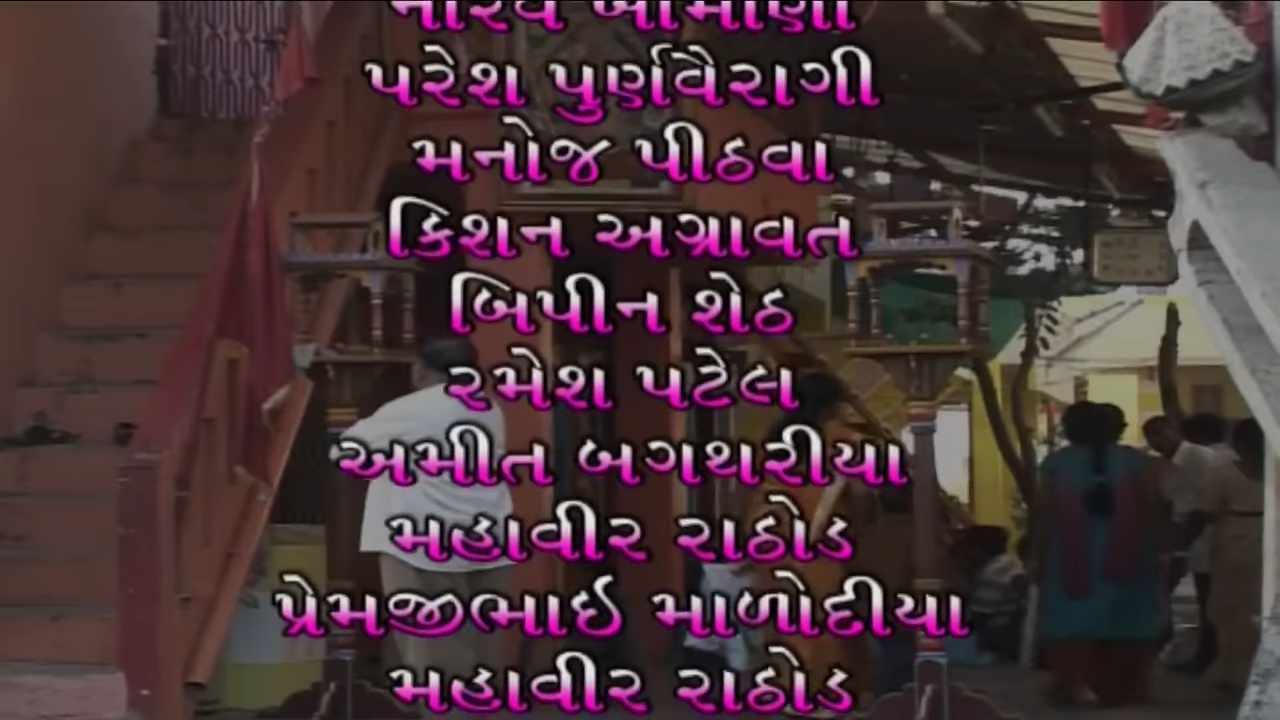 પરેશ પુર્ણવૈરાગી
મનોજ પીઠવા
કિશન અગ્રાવત
બિપીન શેઠ
રમેશ પટેલ
અમીત બગથરીયા
મહાવીર રાઠોડ
પ્રેમજીભાઇ માળોદીયા
મહાવીર રાઠોડ